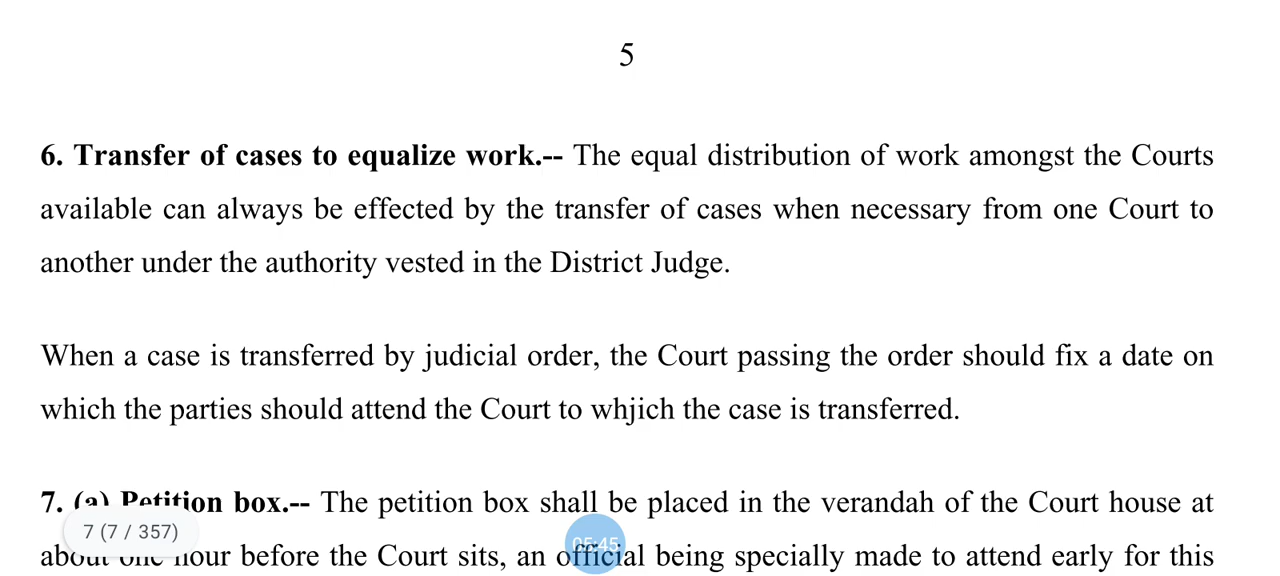 5
6. Transfer of cases to equalize work.-- The equal distribution of work amongst the Courts
available can always be effected by the transfer of cases when necessary from one Court to
another under the authority vested in the District Judge.
When a case is transferred by judicial order, the Court passing the order should fix a date on
which the parties should attend the Court to whjich the case is transferred.
7. (a) Petition box.-- The petition box shall be placed in the verandah of the Court house at
about one hour before the Court sits, an official being specially made to attend early for this
7 (7 / 357)
05:45